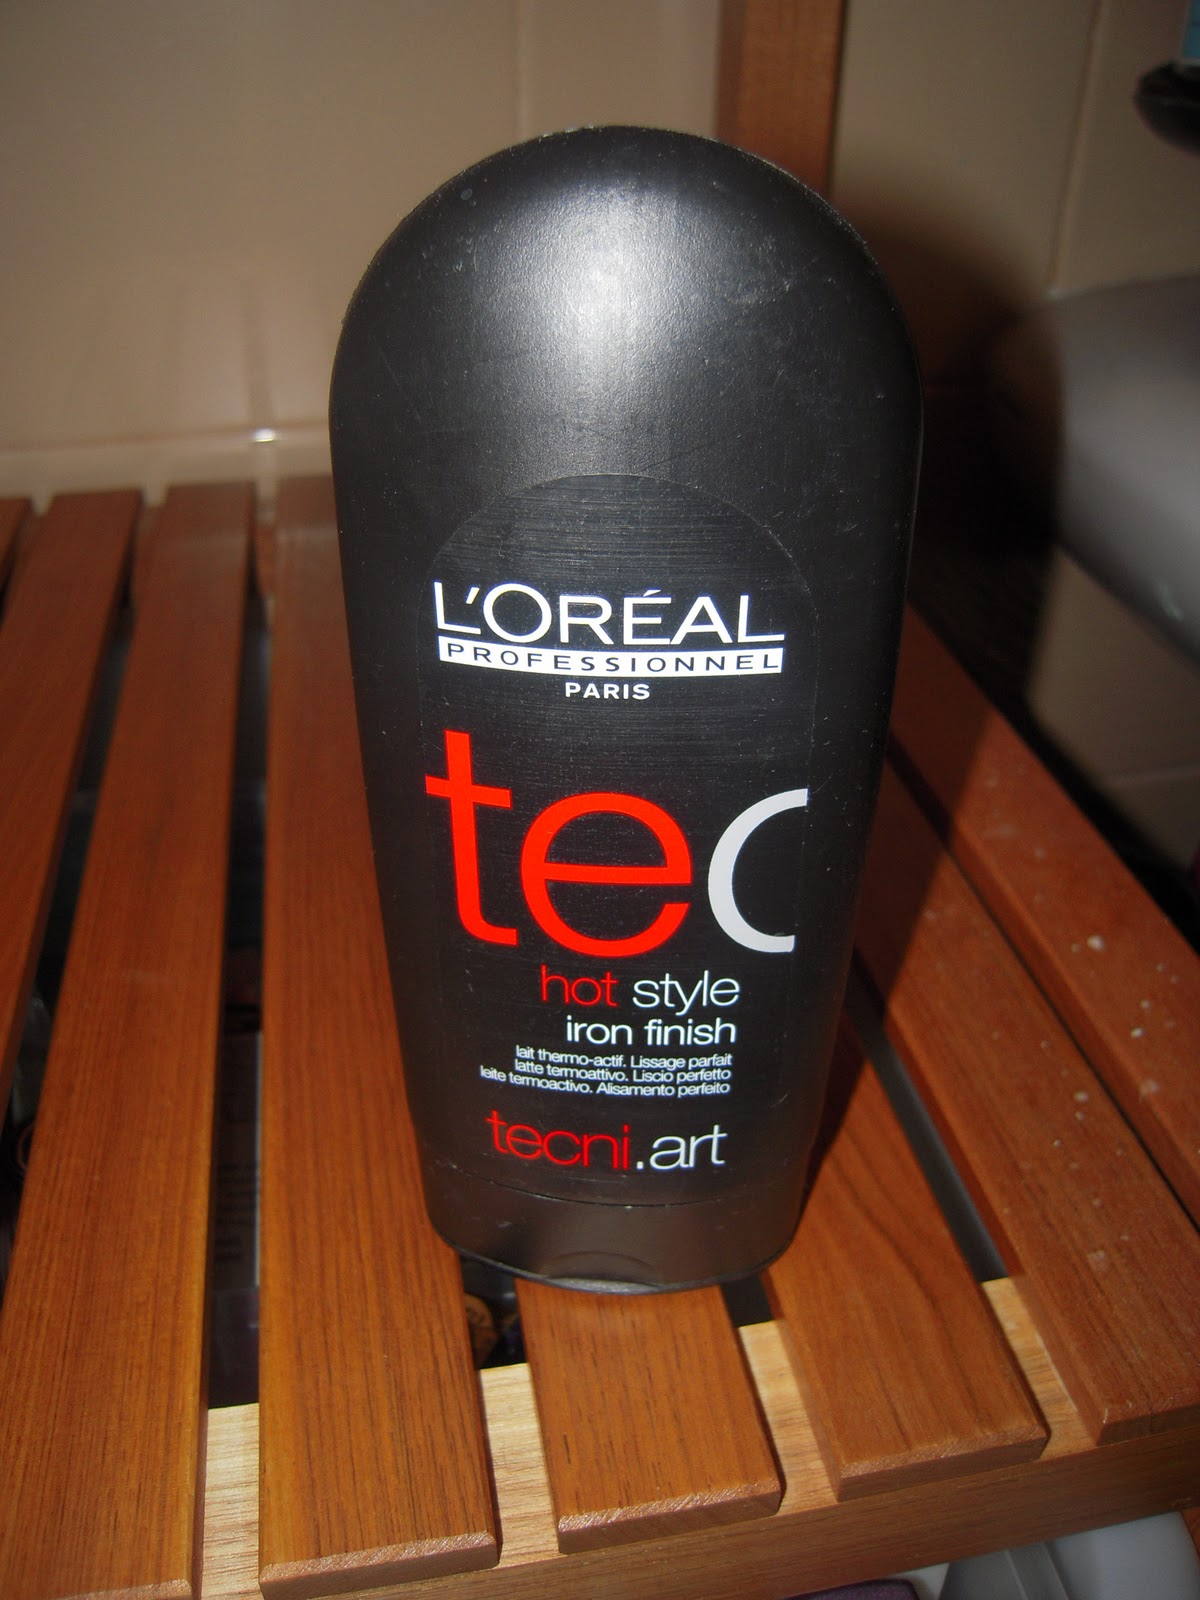 L'ORÉAL
PROFESSIONNEL
PARIS
tec
hot style
iron finish
lait thermo-actif. Lissage parfait
latte termoattivo. Liscio perfetto
leite termoactivo. Alisamento perfeito
tecni.art